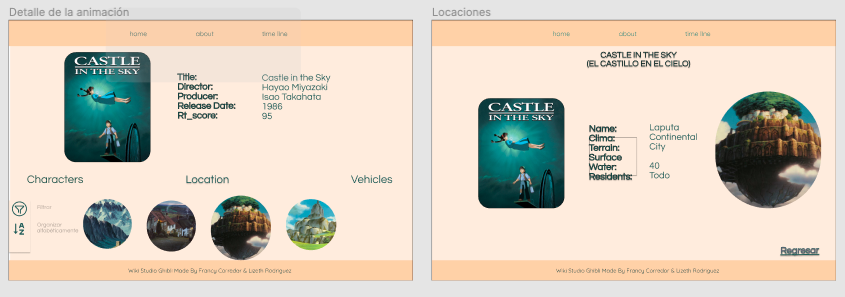 Detalle de la animación
home about time line
CASTLE
IN THE SKY
Title: Castle in the Sky
Director: Hayao Miyazaki
Producer: Isao Takahata
Release Date: 1986
Rt_score: 95
Characters Location Vehicles
Filtrar
Organizar
alfabéticamente
A
Z
Wiki Studio Ghibli Made By Francy Corredor & Lizeth Rodriguez
Locaciones
home about time line
CASTLE IN THE SKY
(EL CASTILLO EN EL CIELO)
CASTLE
IN THE SKY
Name: Laputa
Clima: Continental
Terrain: City
Surface
Water: 40
Residents: Todo
Regresar
Wiki Studio Ghibli Made By Francy Corredor & Lizeth Rodriguez